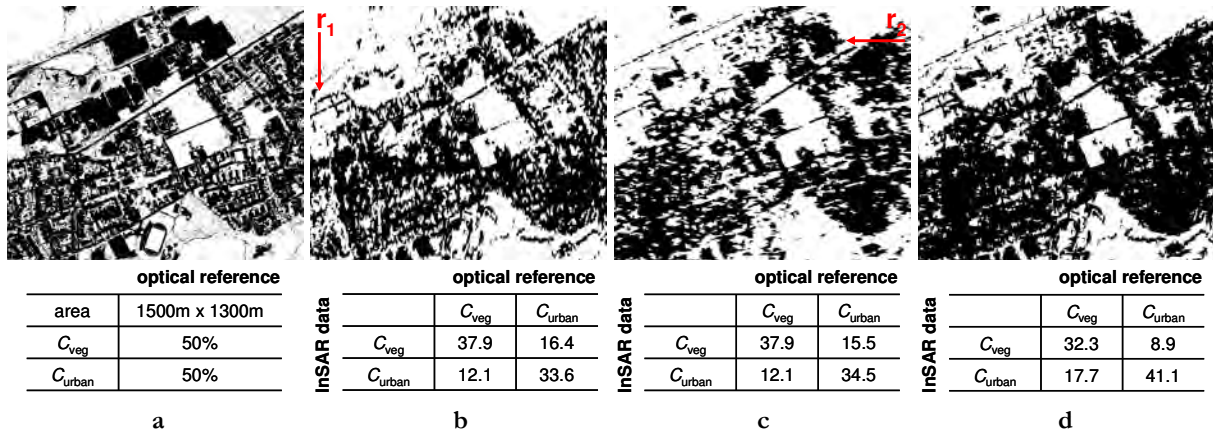 r1
r2
optical reference
area 1500m x 1300m
Cveg 50%
Curban 50%
a
optical reference
InSAR data
Cveg Curban
Cveg 37.9 16.4
Curban 12.1 33.6
b
optical reference
InSAR data
Cveg Curban
Cveg 37.9 15.5
Curban 12.1 34.5
c
optical reference
InSAR data
Cveg Curban
Cveg 32.3 8.9
Curban 17.7 41.1
d